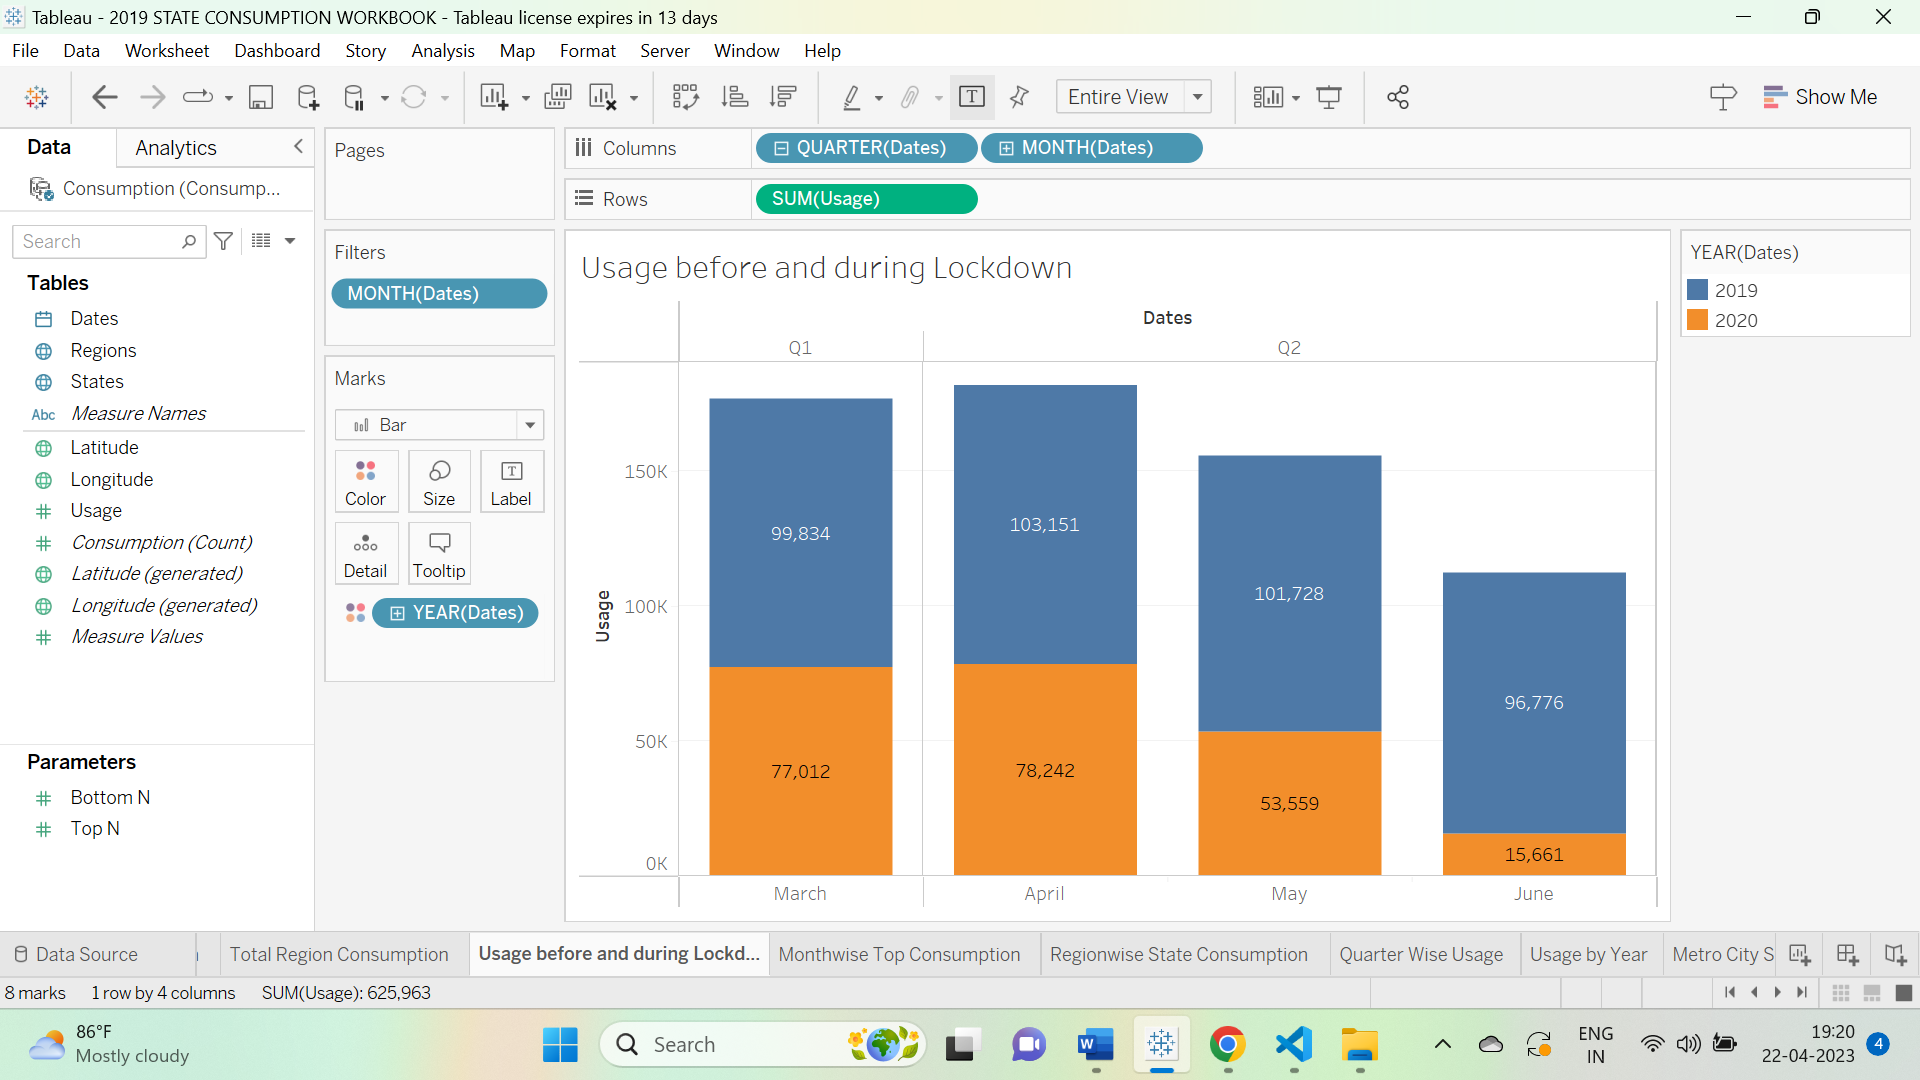 Tableau - 2019 STATE CONSUMPTION WORKBOOK - Tableau license expires in 13 days
File Data Worksheet Dashboard Story Analysis Map Format Server Window Help
Entire View
Show Me
Data Analytics
Consumption (Consump...
Search
Tables
Dates
Regions
States
Abc Measure Names
Latitude
Longitude
Usage
Consumption (Count)
Latitude (generated)
Longitude (generated)
Measure Values
Parameters
Bottom N
Top N
Pages
Filters
MONTH(Dates)
Marks
Bar
Color Size Label
Detail Tooltip
YEAR(Dates)
Columns QUARTER(Dates) MONTH(Dates)
Rows SUM(Usage)
Usage before and during Lockdown
Dates
Q1 Q2
Usage
150K
100K
50K
0K
99,834 103,151 101,728 96,776
77,012 78,242 53,559 15,661
March April May June
YEAR(Dates)
2019
2020
Data Source Total Region Consumption Usage before and during Lockd... Monthwise Top Consumption Regionwise State Consumption Quarter Wise Usage Usage by Year Metro City S
8 marks 1 row by 4 columns SUM(Usage): 625,963
86°F
Mostly cloudy
Search
W
ENG
IN
19:20
22-04-2023
4